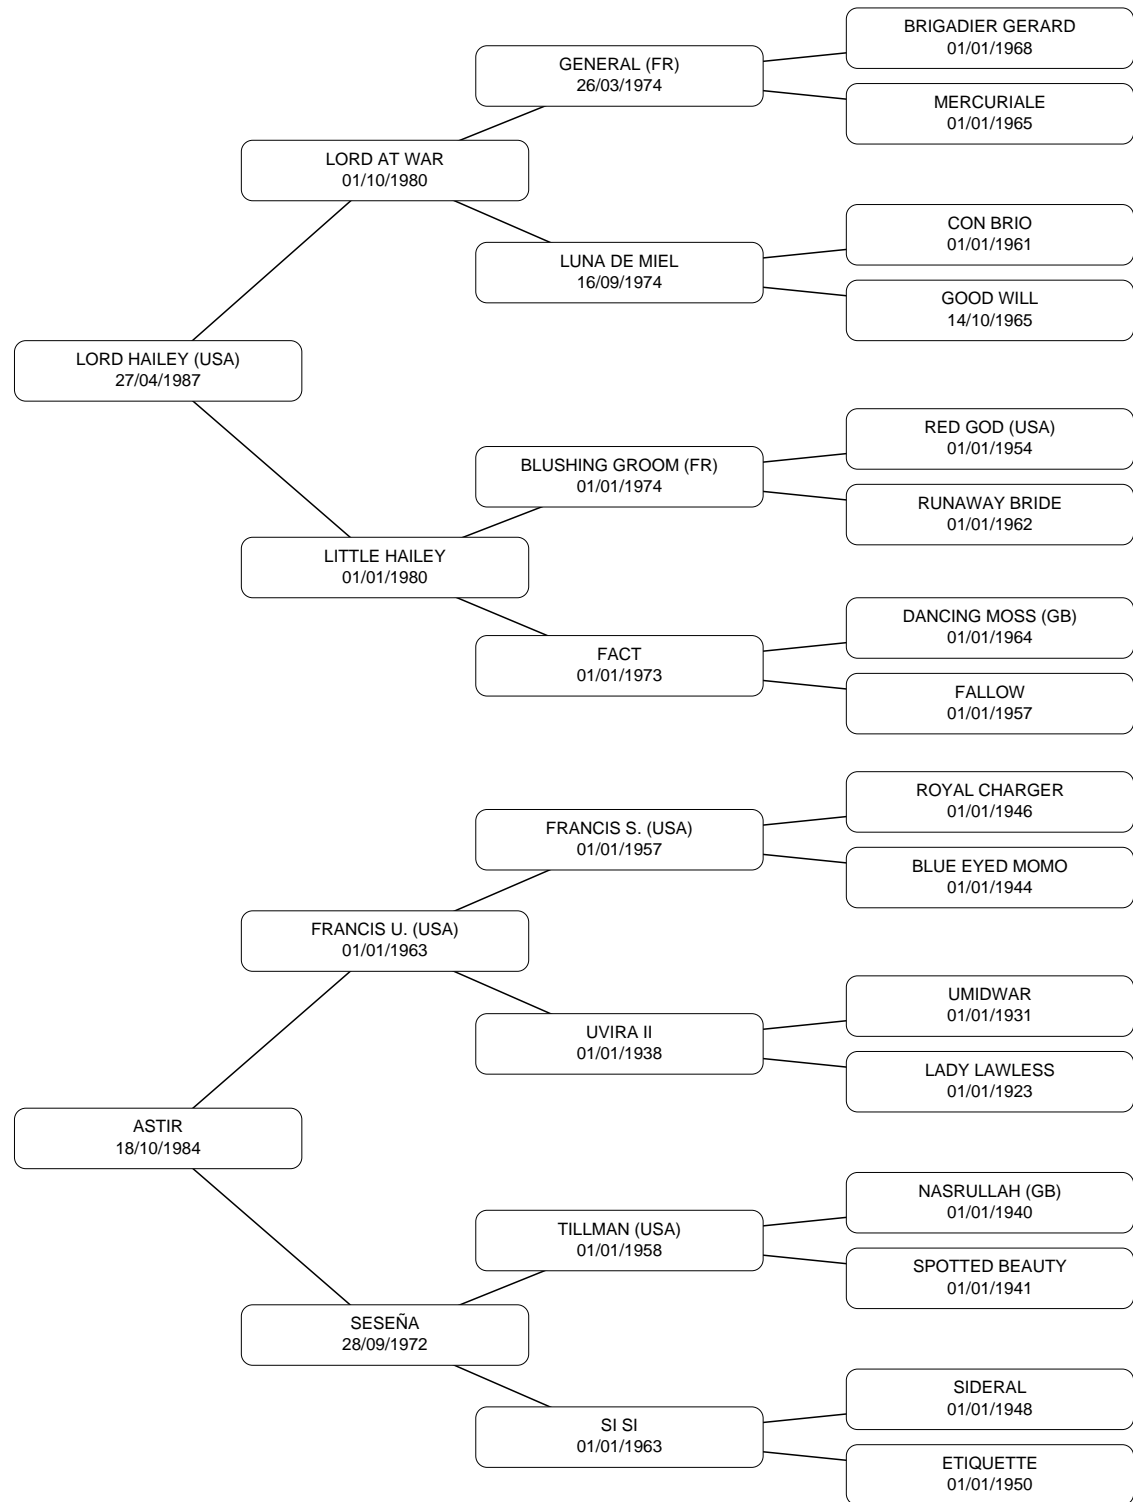 BRIGADIER GERARD
01/01/1968
GENERAL (FR)
26/03/1974
MERCURIALE
01/01/1965
LORD AT WAR
01/10/1980
CON BRIO
01/01/1961
LUNA DE MIEL
16/09/1974
GOOD WILL
14/10/1965
LORD HAILEY (USA)
27/04/1987
RED GOD (USA)
01/01/1954
BLUSHING GROOM (FR)
01/01/1974
RUNAWAY BRIDE
01/01/1962
LITTLE HAILEY
01/01/1980
DANCING MOSS (GB)
01/01/1964
FACT
01/01/1973
FALLOW
01/01/1957
ROYAL CHARGER
01/01/1946
FRANCIS S. (USA)
01/01/1957
BLUE EYED MOMO
01/01/1944
FRANCIS U. (USA)
01/01/1963
UMIDWAR
01/01/1931
UVIRA II
01/01/1938
LADY LAWLESS
01/01/1923
ASTIR
18/10/1984
NASRULLAH (GB)
01/01/1940
TILLMAN (USA)
01/01/1958
SPOTTED BEAUTY
01/01/1941
SESEÑA
28/09/1972
SIDERAL
01/01/1948
SI SI
01/01/1963
ETIQUETTE
01/01/1950